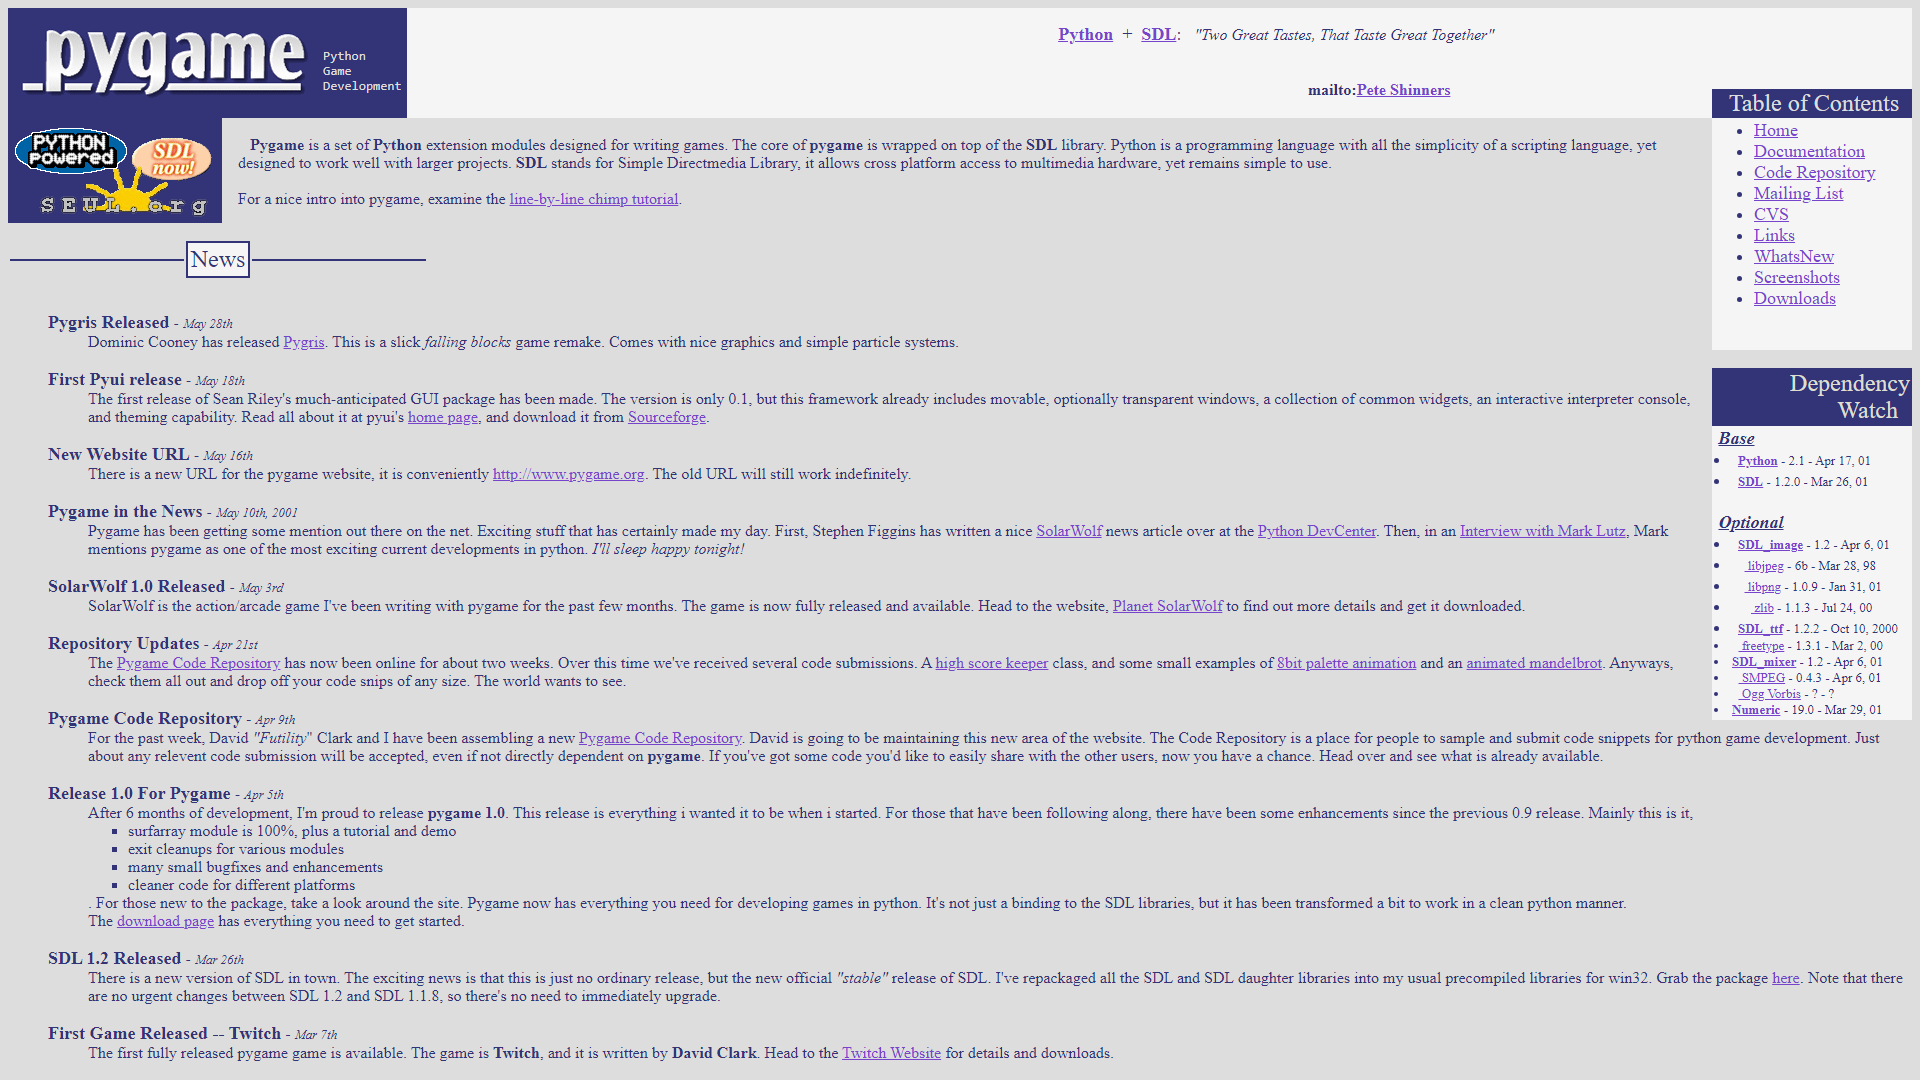 pygame
Python
Game
Development
Python + SDL: "Two Great Tastes, That Taste Great Together"
mailto:Pete Shinners
PYTHON
Powered
SDL
now!
SEUL.org
Pygame is a set of Python extension modules designed for writing games. The core of pygame is wrapped on top of the SDL library. Python is a programming language with all the simplicity of a scripting language, yet
designed to work well with larger projects. SDL stands for Simple Directmedia Library, it allows cross platform access to multimedia hardware, yet remains simple to use.
For a nice intro into pygame, examine the line-by-line chimp tutorial.
Table of Contents
Home
Documentation
Code Repository
Mailing List
CVS
Links
WhatsNew
Screenshots
Downloads
Dependency
Watch
Base
Python - 2.1 - Apr 17, 01
SDL - 1.2.0 - Mar 26, 01
Optional
SDL_image - 1.2 - Apr 6, 01
libjpeg - 6b - Mar 28, 98
libpng - 1.0.9 - Jan 31, 01
zlib - 1.1.3 - Jul 24, 00
SDL_ttf - 1.2.2 - Oct 10, 2000
freetype - 1.3.1 - Mar 2, 00
SDL_mixer - 1.2 - Apr 6, 01
SMPEG - 0.4.3 - Apr 6, 01
Ogg Vorbis - ? - ?
Numeric - 19.0 - Mar 29, 01
News
Pygris Released - May 28th
Dominic Cooney has released Pygris. This is a slick falling blocks game remake. Comes with nice graphics and simple particle systems.
First Pyui release - May 18th
The first release of Sean Riley's much-anticipated GUI package has been made. The version is only 0.1, but this framework already includes movable, optionally transparent windows, a collection of common widgets, an interactive interpreter console,
and theming capability. Read all about it at pyui's home page, and download it from Sourceforge.
New Website URL - May 16th
There is a new URL for the pygame website, it is conveniently http://www.pygame.org. The old URL will still work indefinitely.
Pygame in the News - May 10th, 2001
Pygame has been getting some mention out there on the net. Exciting stuff that has certainly made my day. First, Stephen Figgins has written a nice SolarWolf news article over at the Python DevCenter. Then, in an Interview with Mark Lutz, Mark
mentions pygame as one of the most exciting current developments in python. I'll sleep happy tonight!
SolarWolf 1.0 Released - May 3rd
SolarWolf is the action/arcade game I've been writing with pygame for the past few months. The game is now fully released and available. Head to the website, Planet SolarWolf to find out more details and get it downloaded.
Repository Updates - Apr 21st
The Pygame Code Repository has now been online for about two weeks. Over this time we've received several code submissions. A high score keeper class, and some small examples of 8bit palette animation and an animated mandelbrot. Anyways,
check them all out and drop off your code snips of any size. The world wants to see.
Pygame Code Repository - Apr 9th
For the past week, David "Futility" Clark and I have been assembling a new Pygame Code Repository. David is going to be maintaining this new area of the website. The Code Repository is a place for people to sample and submit code snippets for python game development. Just
about any relevent code submission will be accepted, even if not directly dependent on pygame. If you've got some code you'd like to easily share with the other users, now you have a chance. Head over and see what is already available.
Release 1.0 For Pygame - Apr 5th
After 6 months of development, I'm proud to release pygame 1.0. This release is everything i wanted it to be when i started. For those that have been following along, there have been some enhancements since the previous 0.9 release. Mainly this is it,
surfarray module is 100%, plus a tutorial and demo
exit cleanups for various modules
many small bugfixes and enhancements
cleaner code for different platforms
. For those new to the package, take a look around the site. Pygame now has everything you need for developing games in python. It's not just a binding to the SDL libraries, but it has been transformed a bit to work in a clean python manner.
The download page has everything you need to get started.
SDL 1.2 Released - Mar 26th
There is a new version of SDL in town. The exciting news is that this is just no ordinary release, but the new official "stable" release of SDL. I've repackaged all the SDL and SDL daughter libraries into my usual precompiled libraries for win32. Grab the package here. Note that there
are no urgent changes between SDL 1.2 and SDL 1.1.8, so there's no need to immediately upgrade.
First Game Released -- Twitch - Mar 7th
The first fully released pygame game is available. The game is Twitch, and it is written by David Clark. Head to the Twitch Website for details and downloads.